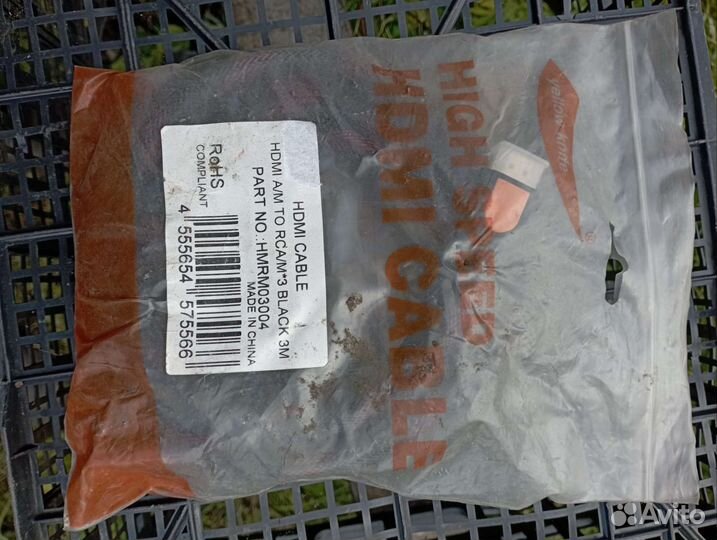 yellow knife
®
HIGH SPEED
HDMI CABLE
HDMI CABLE
HDMI A/M TO RCA/M*3 BLACK 3M
PART NO.:HMRM03004
MADE IN CHINA
RoHS
COMPLIANT
4 555654 575566
Avito